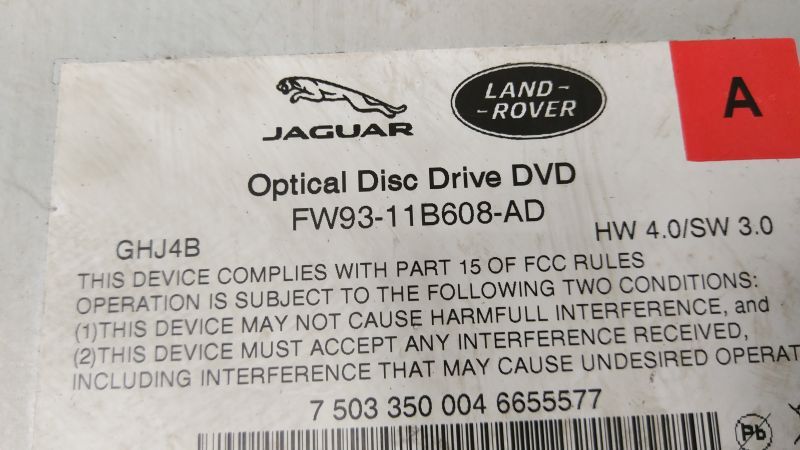 JAGUAR
LAND-
-ROVER
A
Optical Disc Drive DVD
FW93-11B608-AD
GHJ4B
HW 4.0/SW 3.0
THIS DEVICE COMPLIES WITH PART 15 OF FCC RULES
OPERATION IS SUBJECT TO THE FOLLOWING TWO CONDITIONS:
(1)THIS DEVICE MAY NOT CAUSE HARMFULL INTERFERENCE, and
(2)THIS DEVICE MUST ACCEPT ANY INTERFERENCE RECEIVED,
INCLUDING INTERFERENCE THAT MAY CAUSE UNDESIRED OPERAT
7 503 350 004 6655577
Pb